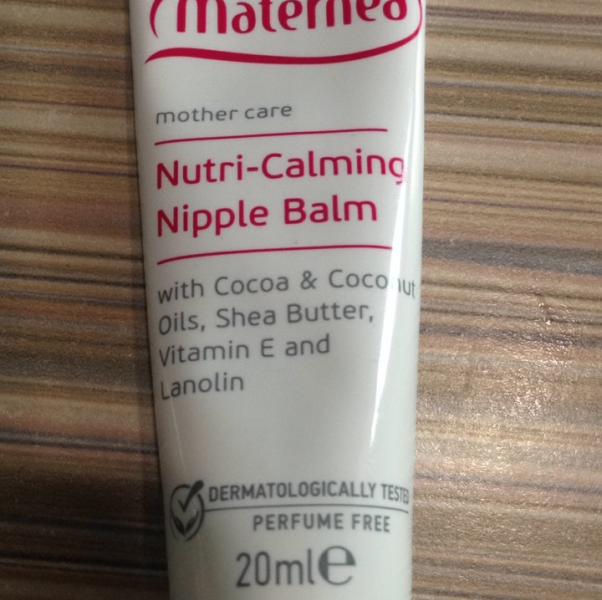 maternea
mother care
Nutri-Calming
Nipple Balm
with Cocoa & Coconut
Oils, Shea Butter,
Vitamin E and
Lanolin
DERMATOLOGICALLY TESTED
PERFUME FREE
20ml℮